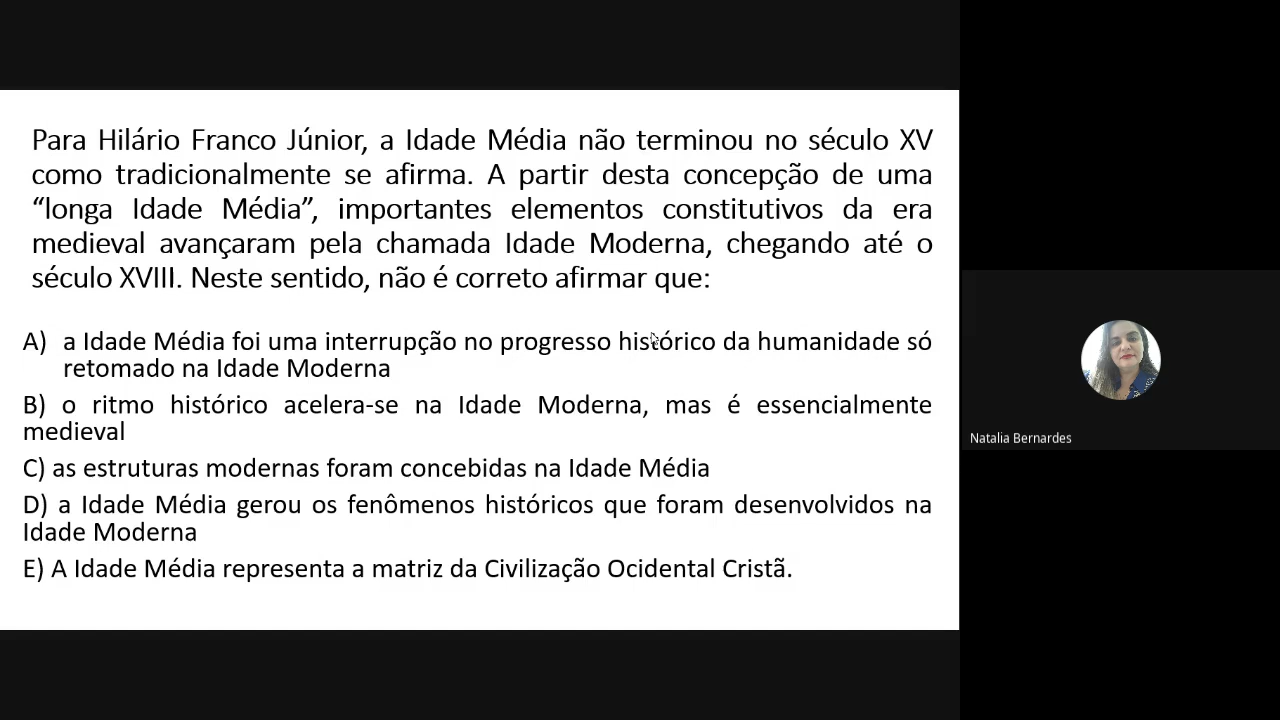 Para Hilário Franco Júnior, a Idade Média não terminou no século XV
como tradicionalmente se afirma. A partir desta concepção de uma
“longa Idade Média”, importantes elementos constitutivos da era
medieval avançaram pela chamada Idade Moderna, chegando até o
século XVIII. Neste sentido, não é correto afirmar que:
A) a Idade Média foi uma interrupção no progresso histórico da humanidade só
retomado na Idade Moderna
B) o ritmo histórico acelera-se na Idade Moderna, mas é essencialmente
medieval
C) as estruturas modernas foram concebidas na Idade Média
D) a Idade Média gerou os fenômenos históricos que foram desenvolvidos na
Idade Moderna
E) A Idade Média representa a matriz da Civilização Ocidental Cristã.
Natalia Bernardes